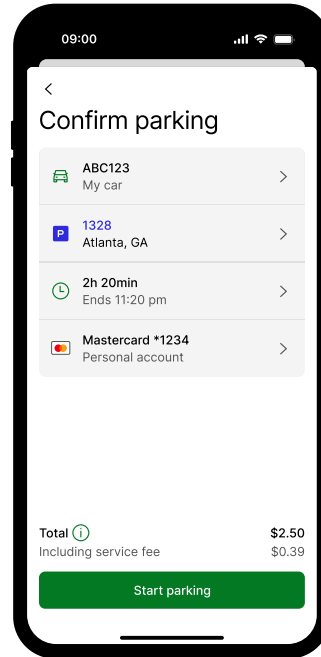 09:00
Confirm parking
ABC123
My car
P
1328
Atlanta, GA
2h 20min
Ends 11:20 pm
Mastercard *1234
Personal account
Total i $2.50
Including service fee $0.39
Start parking